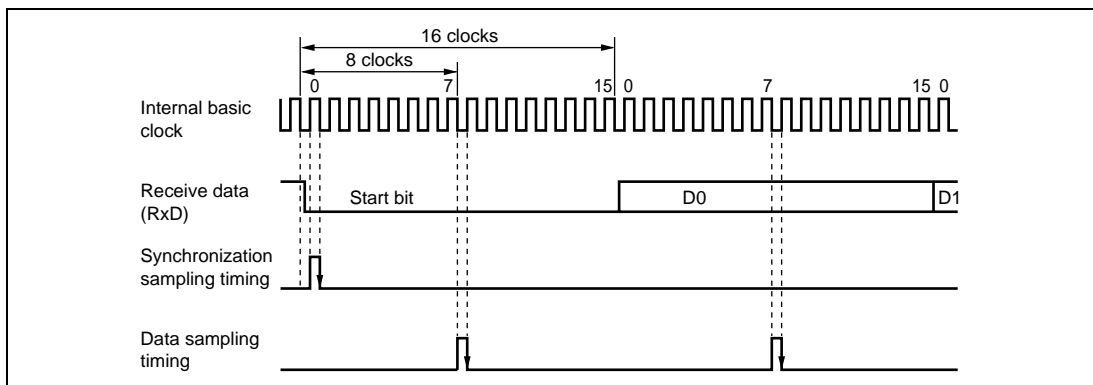 16 clocks
8 clocks
0 7 15 0 7 15 0
Internal basic
clock
Receive data
(RxD)
Start bit D0 D1
Synchronization
sampling timing
Data sampling
timing